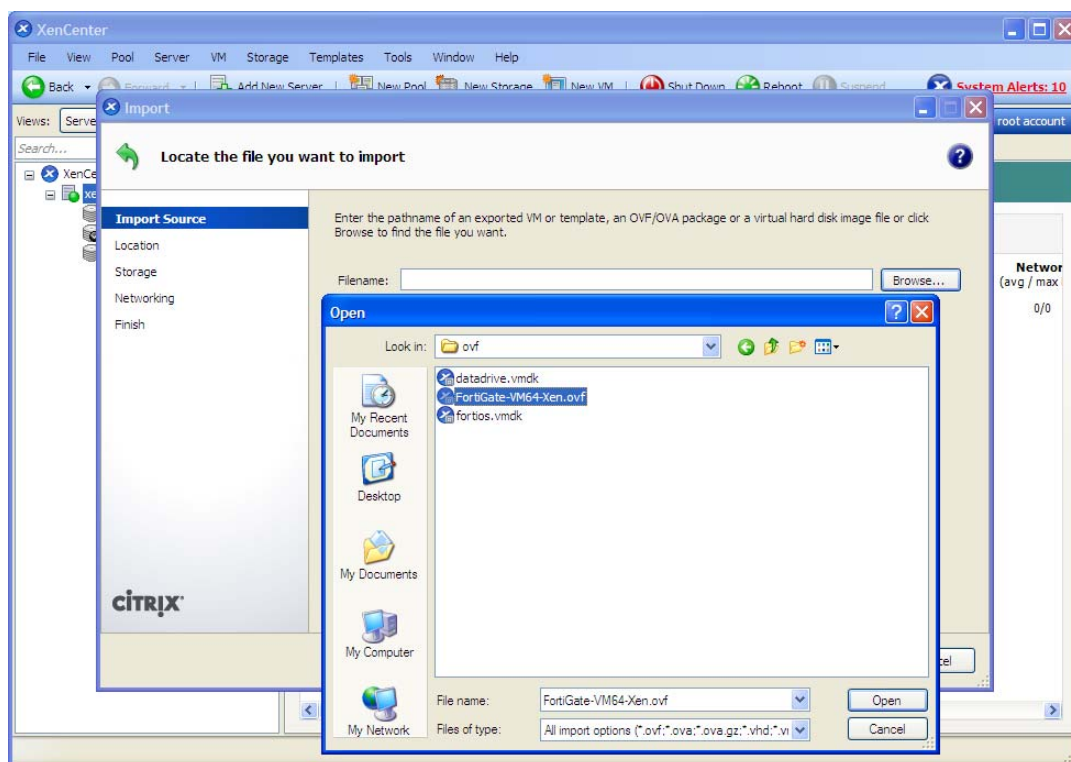 XenCenter
File View Pool Server VM Storage Templates Tools Window Help
Back Forward Add New Server New Pool New Storage New VM Shut Down Reboot Suspend System Alerts: 10
Import
Views: Serve
root account
Search...
Locate the file you want to import
XenCe
xe
Import Source
Location
Storage
Networking
Finish
Enter the pathname of an exported VM or template, an OVF/OVA package or a virtual hard disk image file or click
Browse to find the file you want.
Networ
(avg / max
0/0
Filename:
Browse...
Open
Look in: ovf
datadrive.vmdk
FortiGate-VM64-Xen.ovf
fortios.vmdk
My Recent
Documents
Desktop
My Documents
My Computer
My Network
CITRIX
cel
File name: FortiGate-VM64-Xen.ovf Open
Files of type: All import options (*.ovf;*.ova;*.ova.gz;*.vhd;*.v Cancel